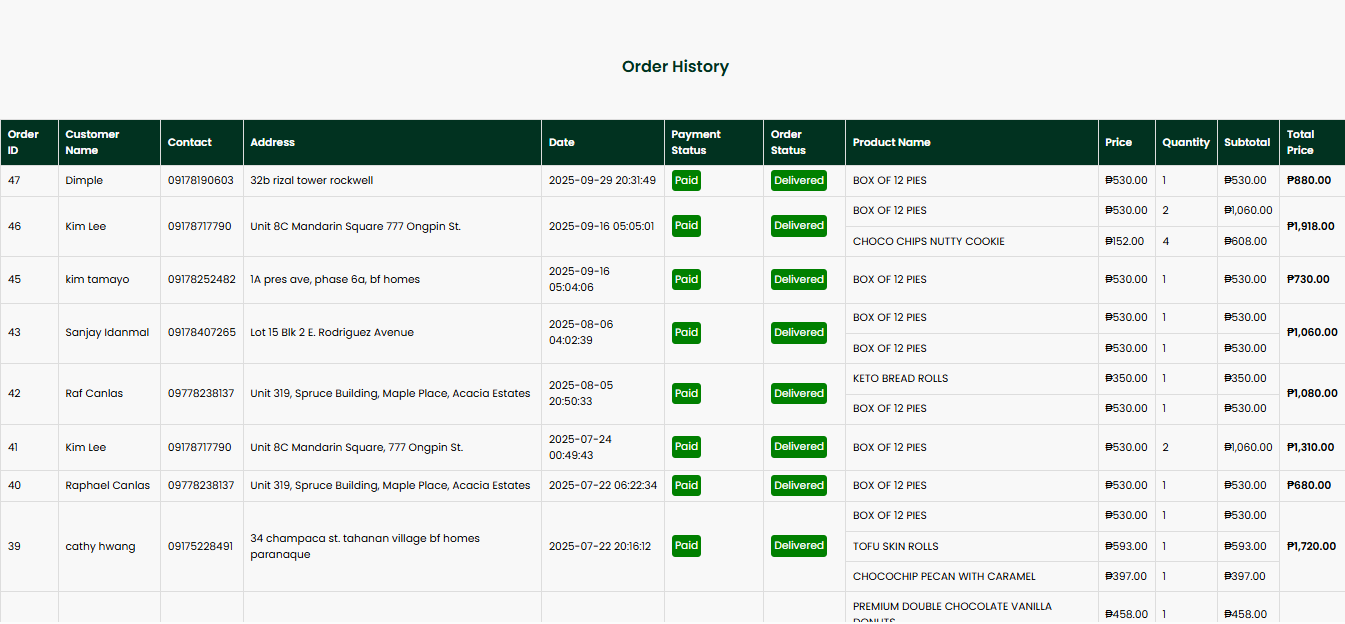 Order History
Order ID Customer Name Contact Address Date Payment Status Order Status Product Name Price Quantity Subtotal Total Price
47 Dimple 09178190603 32b rizal tower rockwell 2025-09-29 20:31:49 Paid Delivered BOX OF 12 PIES ₱530.00 1 ₱530.00 ₱880.00
46 Kim Lee 09178717790 Unit 8C Mandarin Square 777 Ongpin St. 2025-09-16 05:05:01 Paid Delivered BOX OF 12 PIES ₱530.00 2 ₱1,060.00 ₱1,918.00
CHOCO CHIPS NUTTY COOKIE ₱152.00 4 ₱608.00
45 kim tamayo 09178252482 1A pres ave, phase 6a, bf homes 2025-09-16 05:04:06 Paid Delivered BOX OF 12 PIES ₱530.00 1 ₱530.00 ₱730.00
43 Sanjay Idanmal 09178407265 Lot 15 Blk 2 E. Rodriguez Avenue 2025-08-06 04:02:39 Paid Delivered BOX OF 12 PIES ₱530.00 1 ₱530.00 ₱1,060.00
BOX OF 12 PIES ₱530.00 1 ₱530.00
42 Raf Canlas 09778238137 Unit 319, Spruce Building, Maple Place, Acacia Estates 2025-08-05 20:50:33 Paid Delivered KETO BREAD ROLLS ₱350.00 1 ₱350.00 ₱1,080.00
BOX OF 12 PIES ₱530.00 1 ₱530.00
41 Kim Lee 09178717790 Unit 8C Mandarin Square, 777 Ongpin St. 2025-07-24 00:49:43 Paid Delivered BOX OF 12 PIES ₱530.00 2 ₱1,060.00 ₱1,310.00
40 Raphael Canlas 09778238137 Unit 319, Spruce Building, Maple Place, Acacia Estates 2025-07-22 06:22:34 Paid Delivered BOX OF 12 PIES ₱530.00 1 ₱530.00 ₱680.00
39 cathy hwang 09175228491 34 champaca st. tahanan village bf homes paranaque 2025-07-22 20:16:12 Paid Delivered BOX OF 12 PIES ₱530.00 1 ₱530.00 ₱1,720.00
TOFU SKIN ROLLS ₱593.00 1 ₱593.00
CHOCOCHIP PECAN WITH CARAMEL ₱397.00 1 ₱397.00
PREMIUM DOUBLE CHOCOLATE VANILLA DONUTS ₱458.00 1 ₱458.00